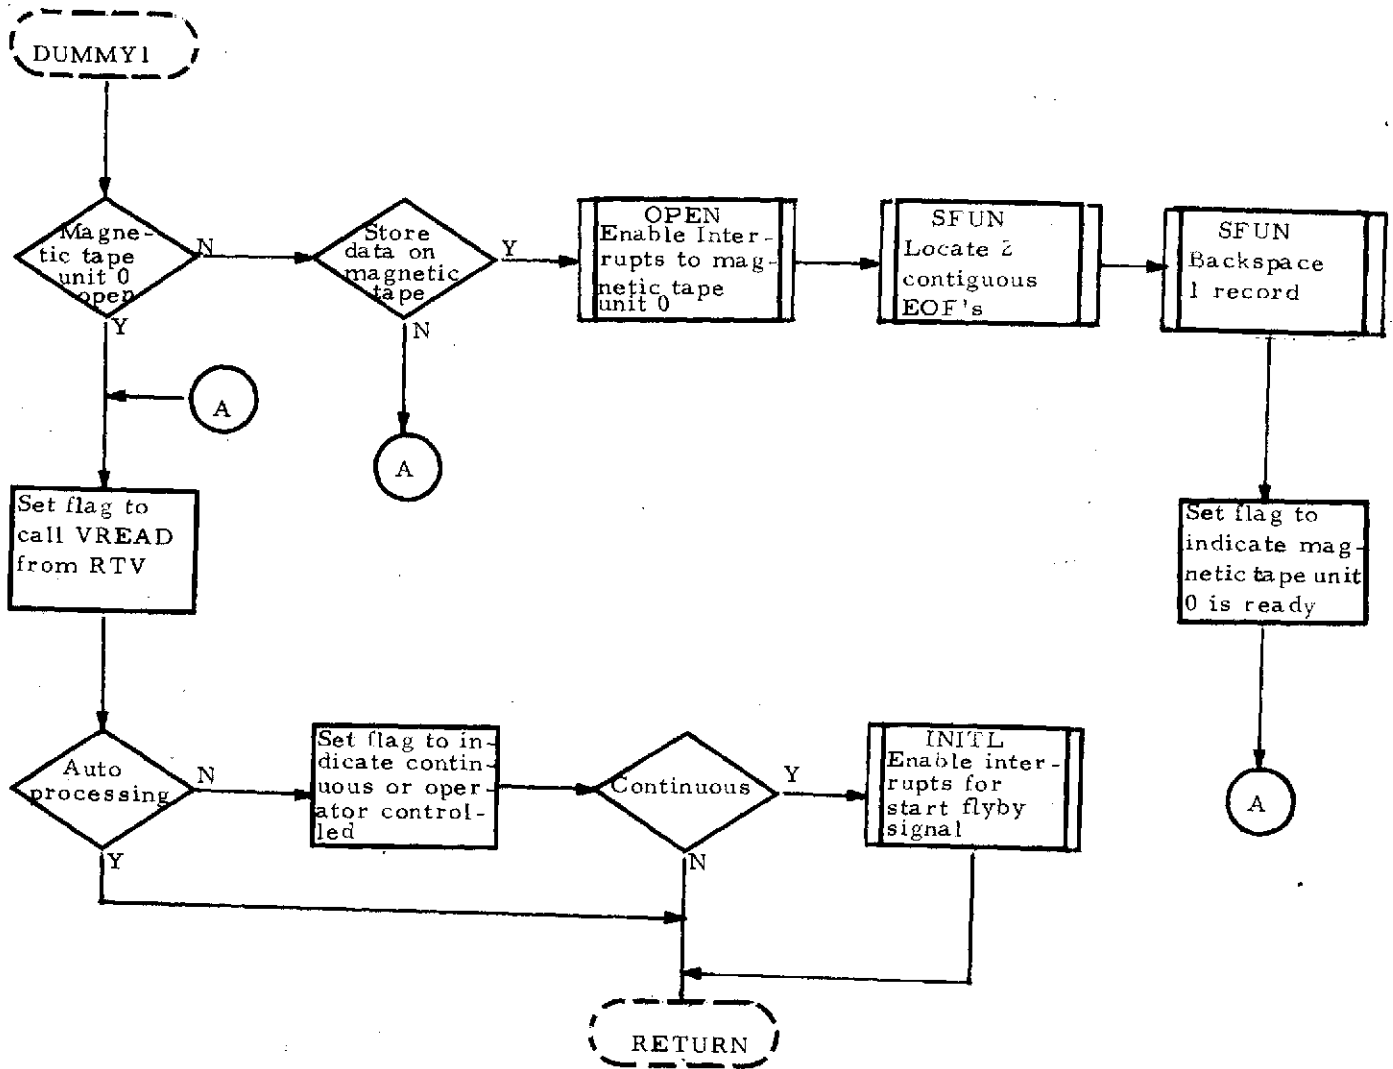 DUMMY1
Magne-
tic tape
unit 0
open
N
Y
Store
data on
magnetic
tape
Y
N
OPEN
Enable Inter-
rupts to mag-
netic tape
unit 0
SFUN
Locate 2
contiguous
EOF's
SFUN
Backspace
1 record
A
A
Set flag to
call VREAD
from RTV
Set flag to
indicate mag-
netic tape unit
0 is ready
A
Auto
processing
N
Y
Set flag to in-
dicate contin-
uous or oper-
ator control-
led
Continuous
Y
N
INITL
Enable inter-
rupts for
start flyby
signal
RETURN